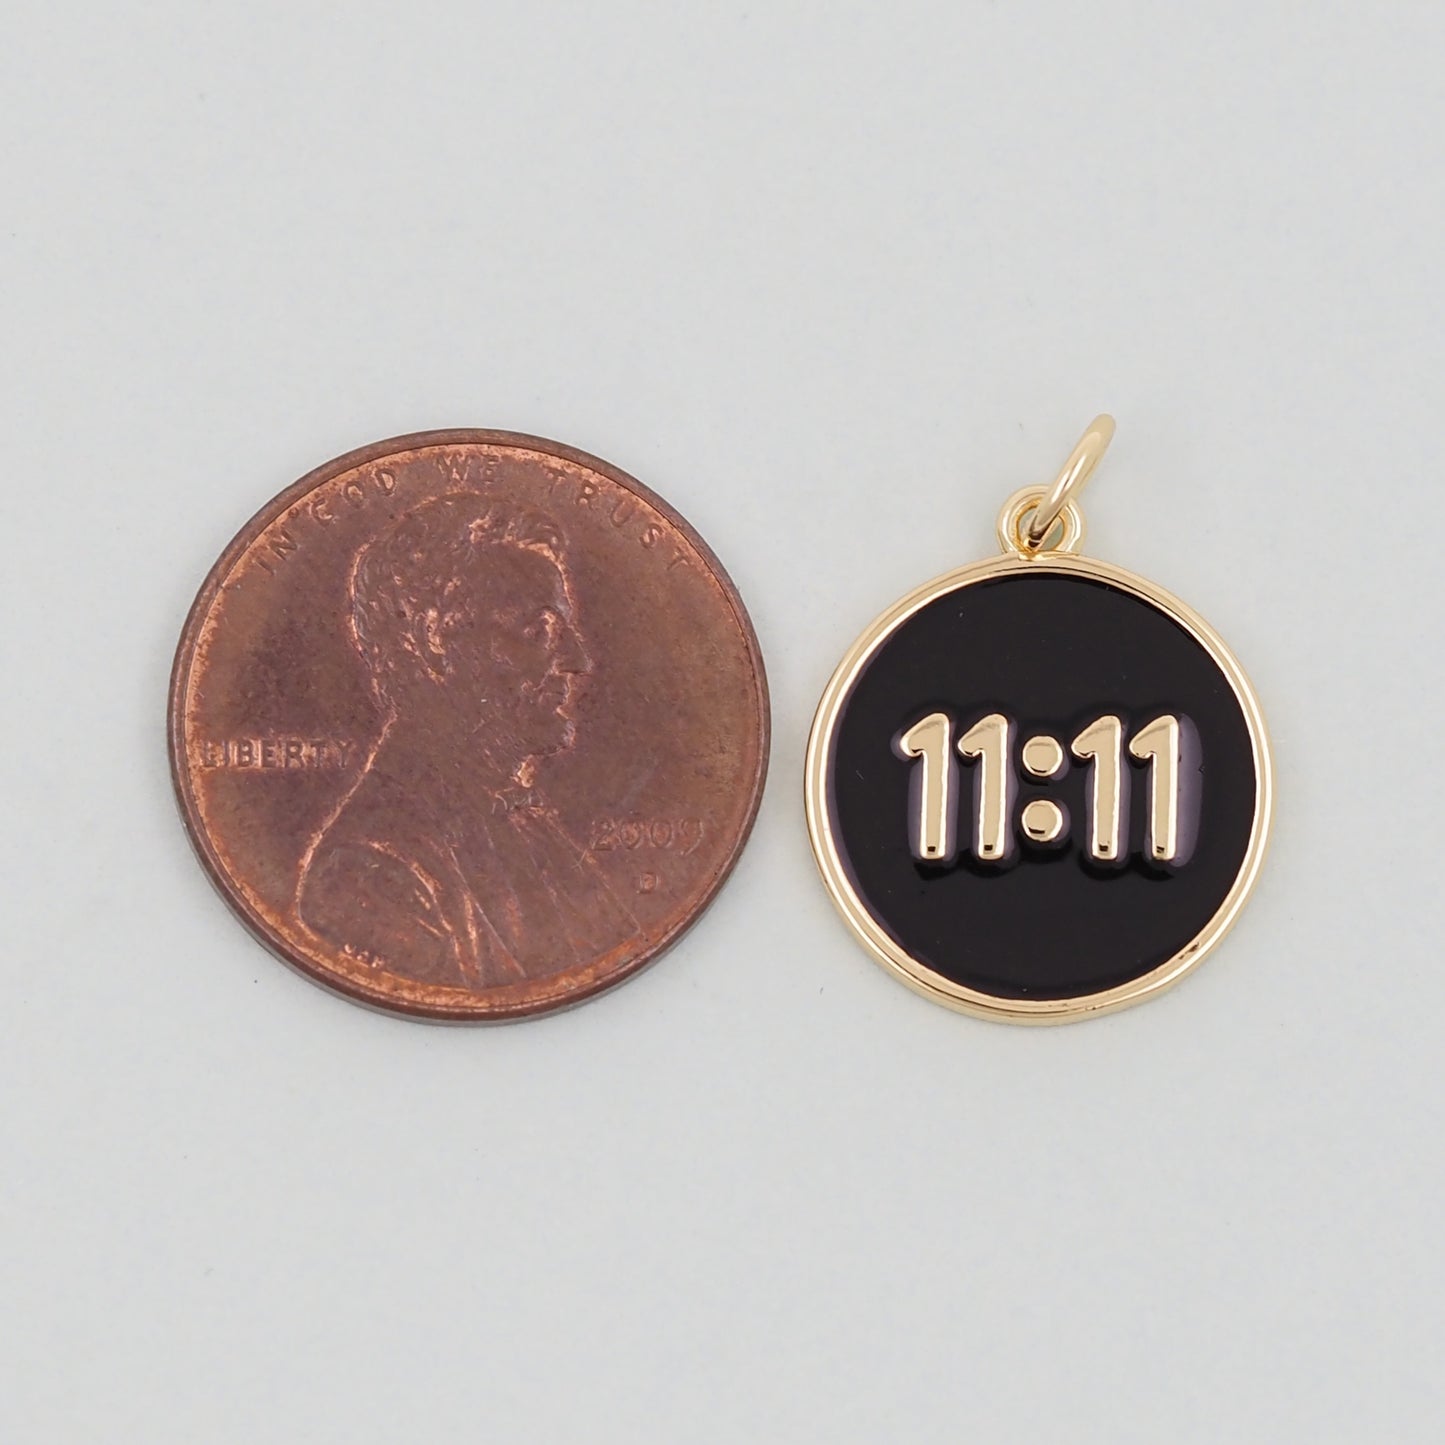 IN GOD WE TRUST
LIBERTY
2009
D
11:11